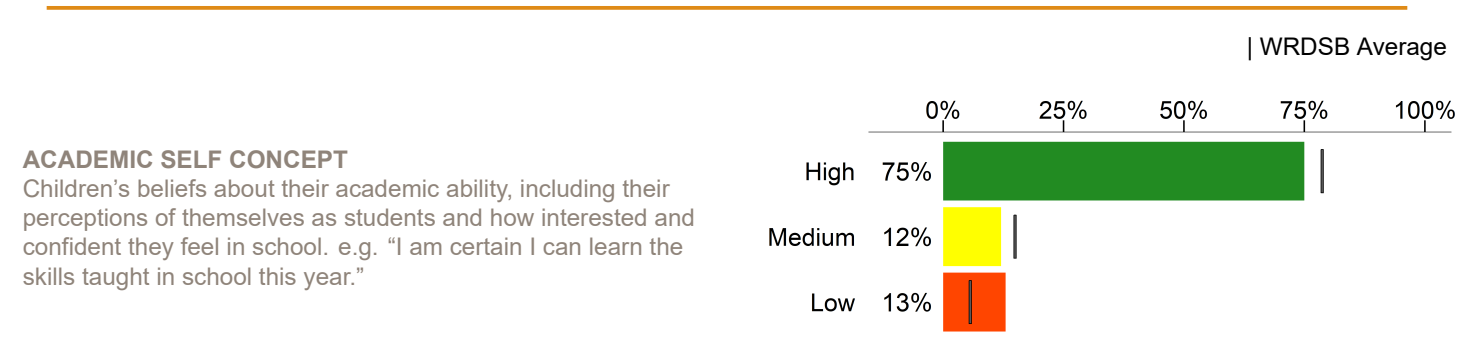 | WRDSB Average
0% 25% 50% 75% 100%
ACADEMIC SELF CONCEPT
Children’s beliefs about their academic ability, including their
perceptions of themselves as students and how interested and
confident they feel in school. e.g. “I am certain I can learn the
skills taught in school this year.”
High 75%
Medium 12%
Low 13%